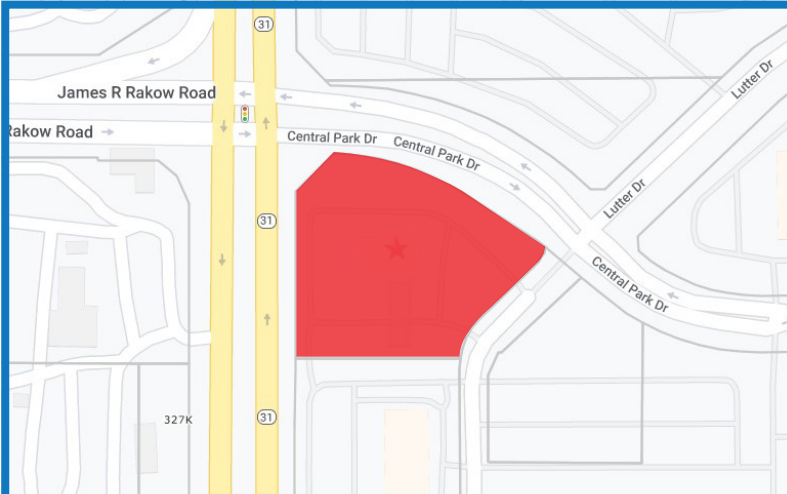 31
James R Rakow Road
Rakow Road
Central Park Dr
Central Park Dr
Lutter Dr
Lutter Dr
31
Central Park Dr
31
327K